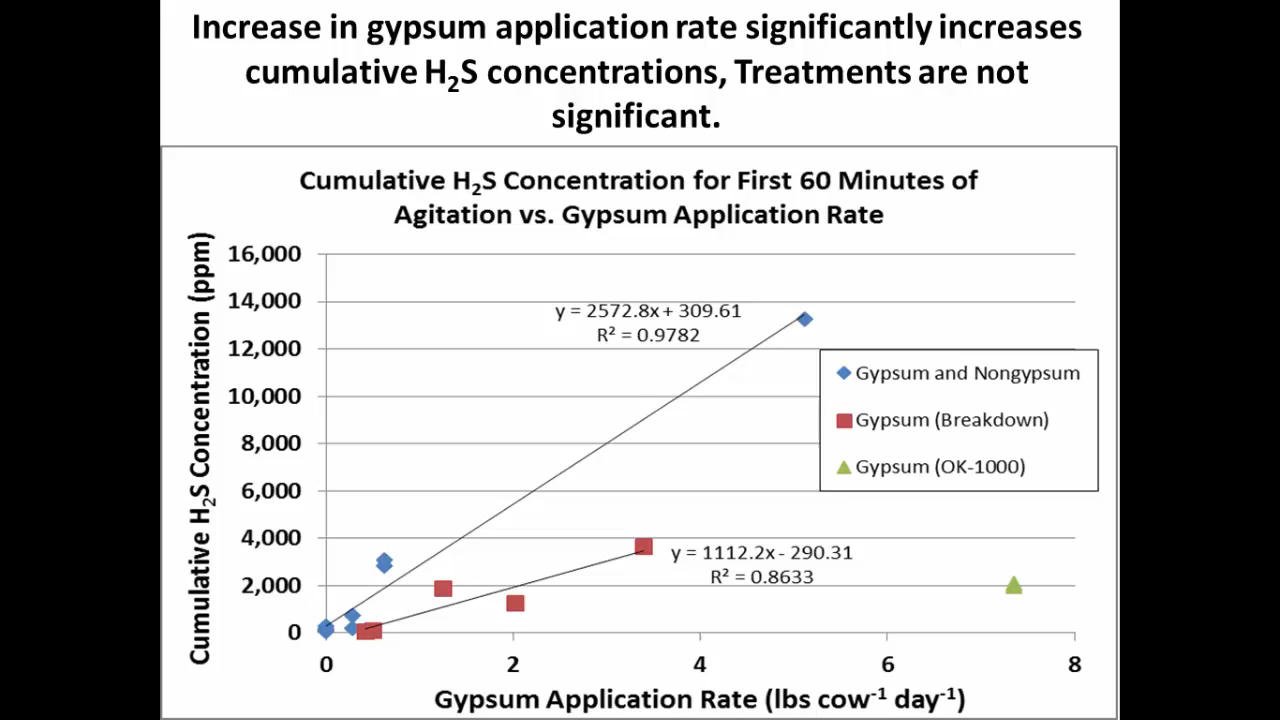 Increase in gypsum application rate significantly increases
cumulative H₂S concentrations, Treatments are not
significant.
Cumulative H₂S Concentration for First 60 Minutes of
Agitation vs. Gypsum Application Rate
Cumulative H₂S Concentration (ppm)
16,000
14,000
12,000
10,000
8,000
6,000
4,000
2,000
0
y = 2572.8x + 309.61
R² = 0.9782
Gypsum and Nongypsum
Gypsum (Breakdown)
Gypsum (OK-1000)
y = 1112.2x - 290.31
R² = 0.8633
0 2 4 6 8
Gypsum Application Rate (lbs cow⁻¹ day⁻¹)